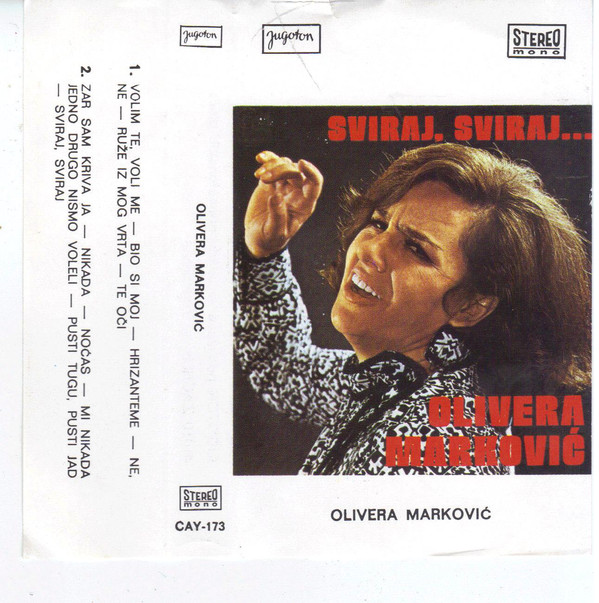 1. VOLIM TE, VOLI ME — BIO SI MOJ — HRIZANTEME — NE,
NE — RUŽE IZ MOG VRTA — TE OČI
2. ZAR SAM KRIVA JA — NIKADA — NOĆAS — MI NIKADA
JEDNO DRUGO NISMO VOLELI — PUSTI TUGU, PUSTI JAD
— SVIRAJ, SVIRAJ
Jugoton
OLIVERA MARKOVIĆ
STEREO
mono
CAY-173
Jugoton
STEREO
mono
SVIRAJ, SVIRAJ...
OLIVERA
MARKOVIĆ
OLIVERA MARKOVIĆ